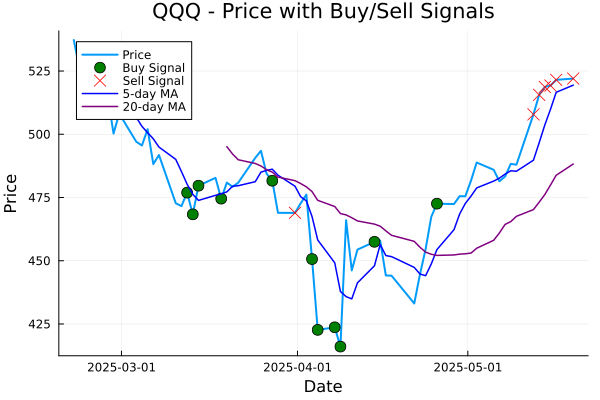 QQQ - Price with Buy/Sell Signals
Price
Buy Signal
Sell Signal
5-day MA
20-day MA
525
500
475
450
425
Price
2025-03-01
2025-04-01
2025-05-01
Date